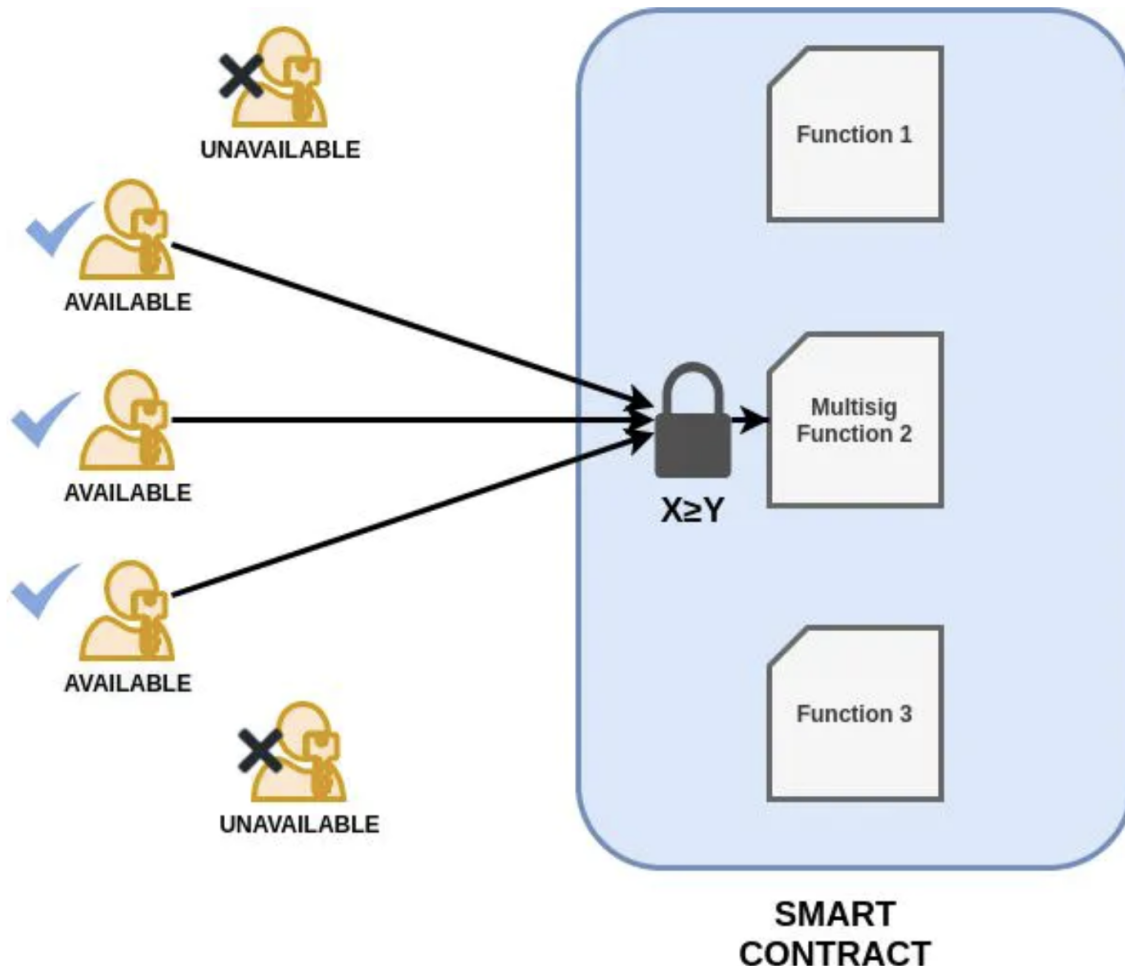 UNAVAILABLE
Function 1
AVAILABLE
AVAILABLE
Multisig
Function 2
X≥Y
AVAILABLE
Function 3
UNAVAILABLE
SMART
CONTRACT